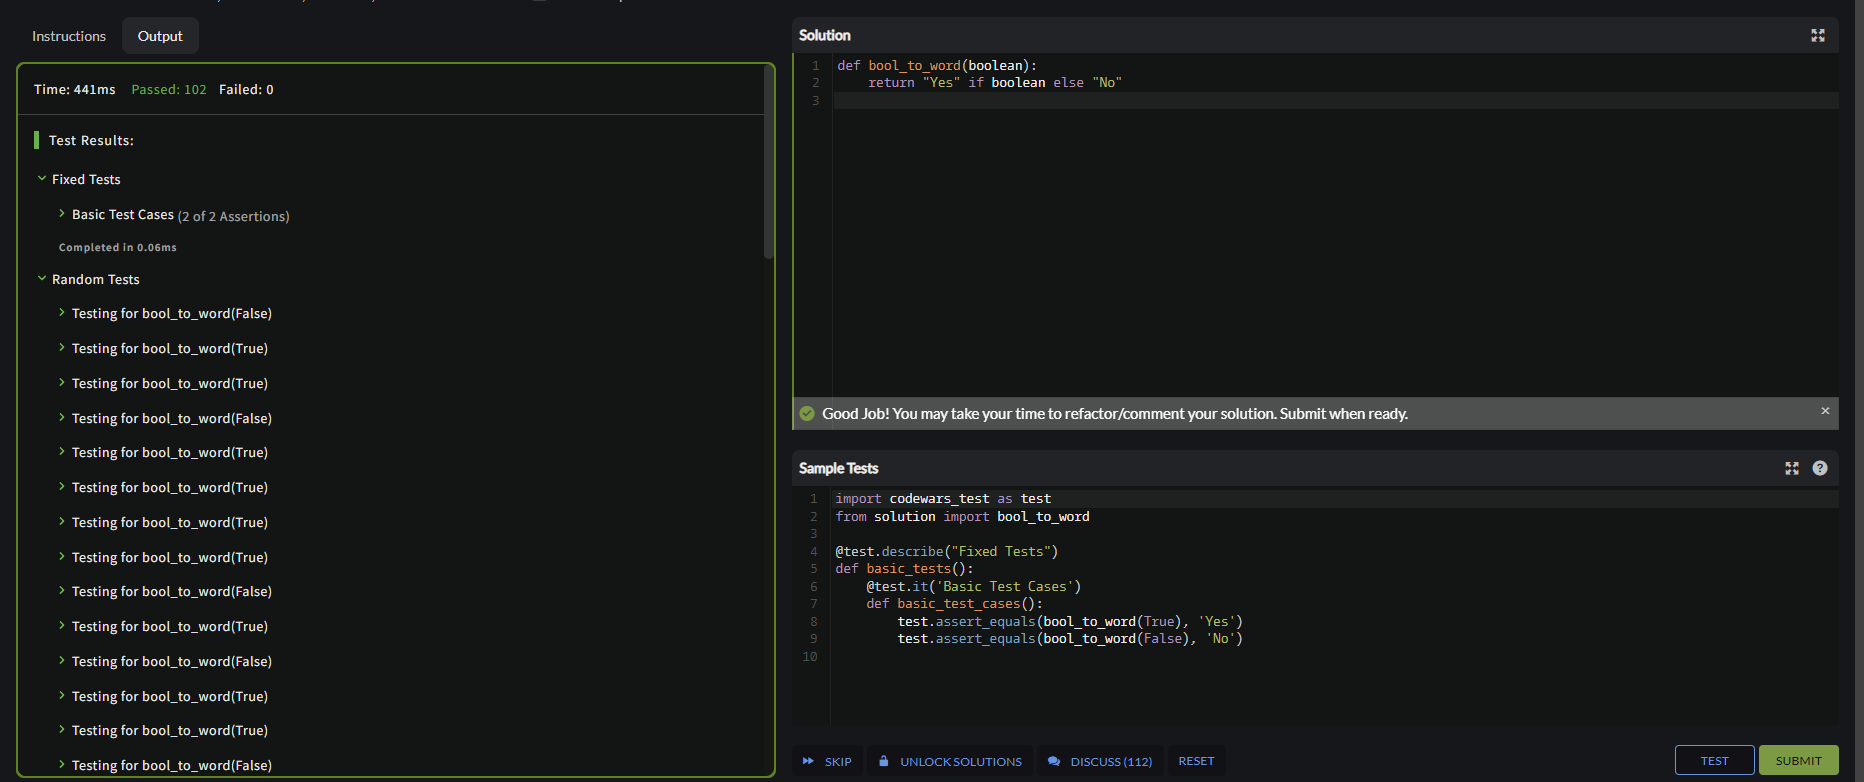 Instructions
Output
Time: 441ms Passed: 102 Failed: 0
Test Results:
Fixed Tests
Basic Test Cases (2 of 2 Assertions)
Completed in 0.06ms
Random Tests
Testing for bool_to_word(False)
Testing for bool_to_word(True)
Testing for bool_to_word(True)
Testing for bool_to_word(False)
Testing for bool_to_word(True)
Testing for bool_to_word(True)
Testing for bool_to_word(True)
Testing for bool_to_word(True)
Testing for bool_to_word(False)
Testing for bool_to_word(True)
Testing for bool_to_word(False)
Testing for bool_to_word(True)
Testing for bool_to_word(True)
Testing for bool_to_word(False)
Solution
1 def bool_to_word(boolean):
2     return "Yes" if boolean else "No"
3
Good Job! You may take your time to refactor/comment your solution. Submit when ready.
Sample Tests
1 import codewars_test as test
2 from solution import bool_to_word
3
4 @test.describe("Fixed Tests")
5 def basic_tests():
6     @test.it('Basic Test Cases')
7     def basic_test_cases():
8         test.assert_equals(bool_to_word(True), 'Yes')
9         test.assert_equals(bool_to_word(False), 'No')
10
SKIP
UNLOCK SOLUTIONS
DISCUSS (112)
RESET
TEST
SUBMIT